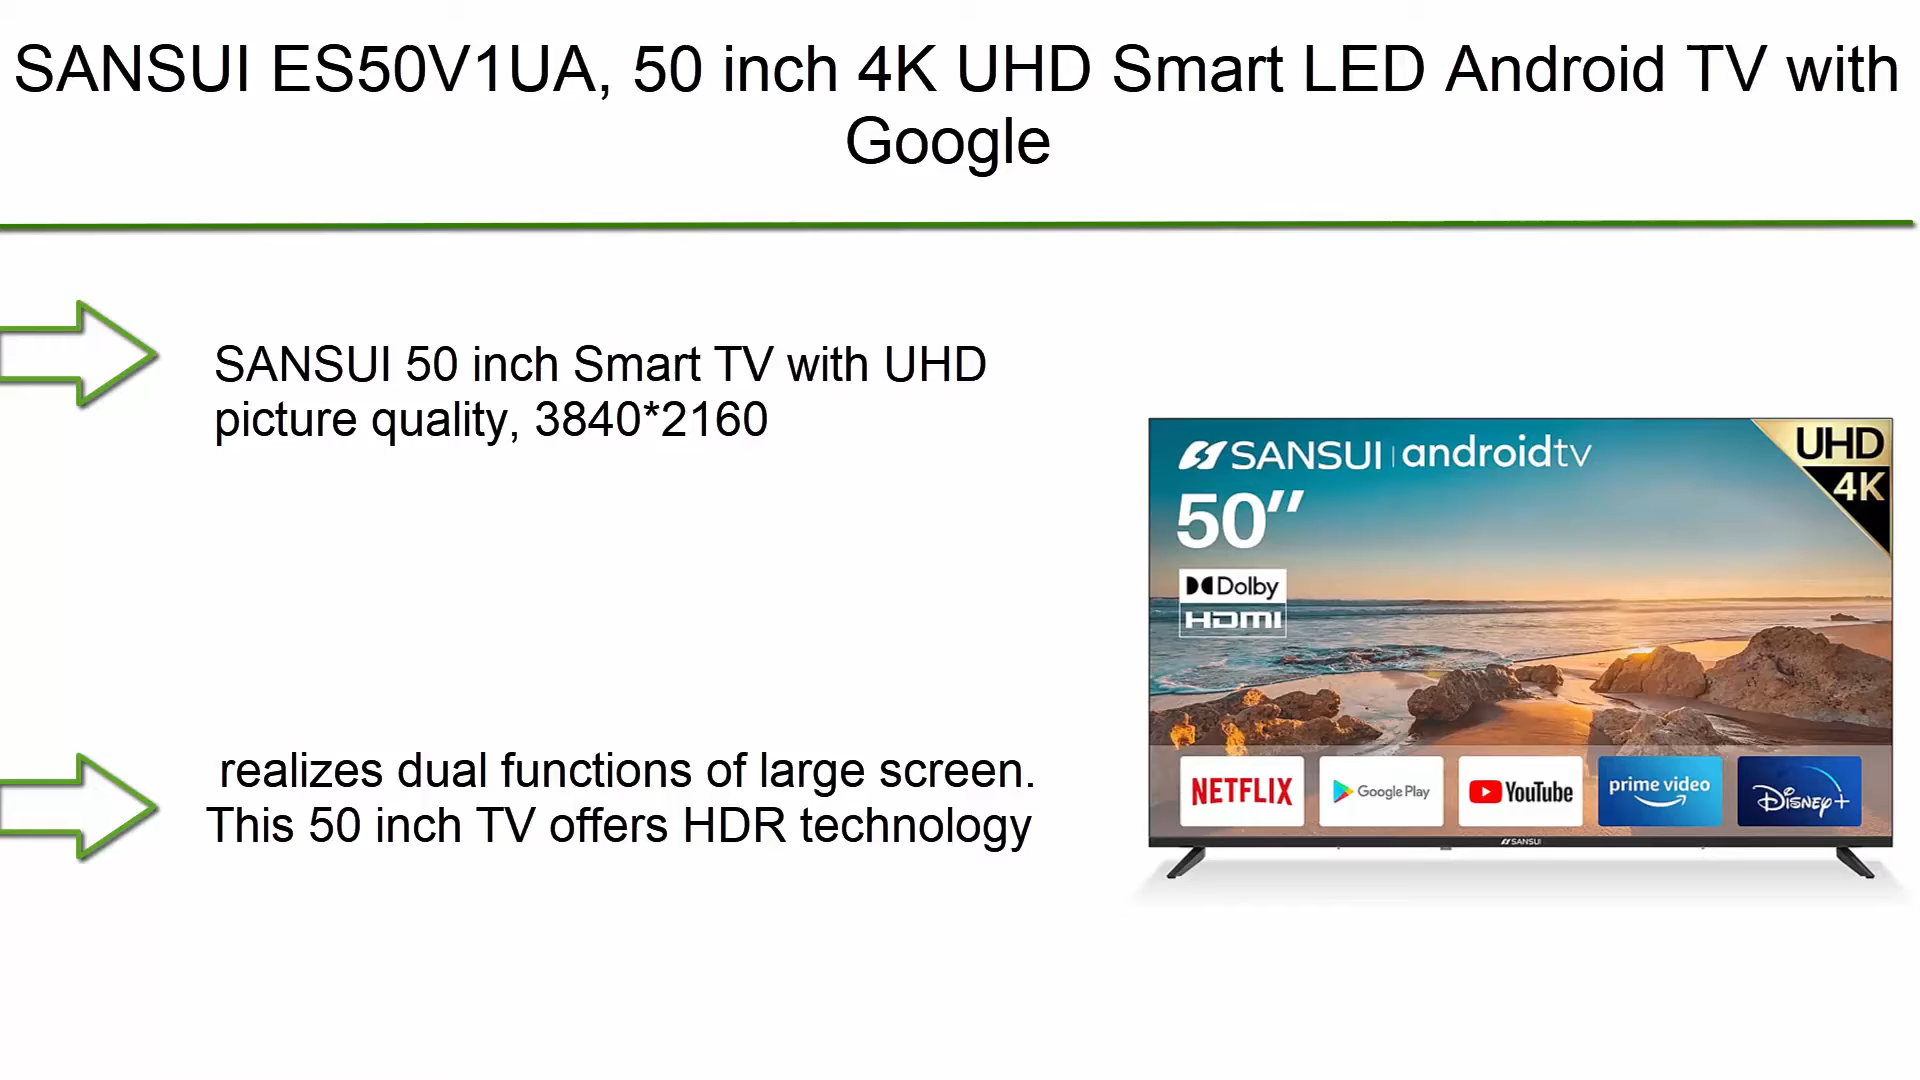 SANSUI ES50V1UA, 50 inch 4K UHD Smart LED Android TV with
Google
SANSUI 50 inch Smart TV with UHD
picture quality, 3840*2160
realizes dual functions of large screen.
This 50 inch TV offers HDR technology
SANSUI | androidtv
UHD
4K
50″
Dolby
HDMI
NETFLIX
Google Play
YouTube
prime video
Disney+
SANSUI